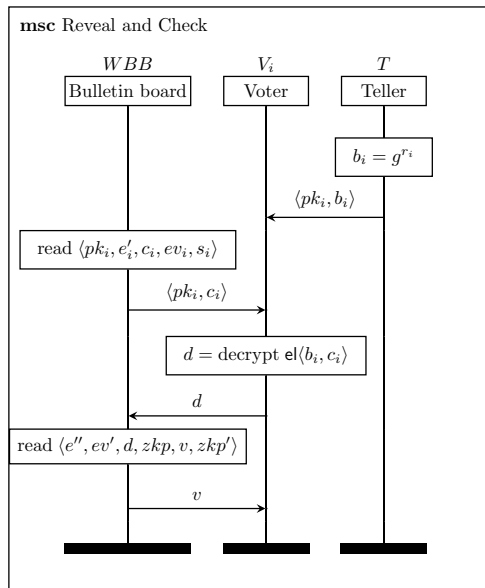 msc Reveal and Check
WBB V_i T
Bulletin board Voter Teller
b_i = g^{r_i}
⟨pk_i, b_i⟩
read ⟨pk_i, e'_i, c_i, ev_i, s_i⟩
⟨pk_i, c_i⟩
d = decrypt el⟨b_i, c_i⟩
d
read ⟨e'', ev', d, zkp, v, zkp'⟩
v